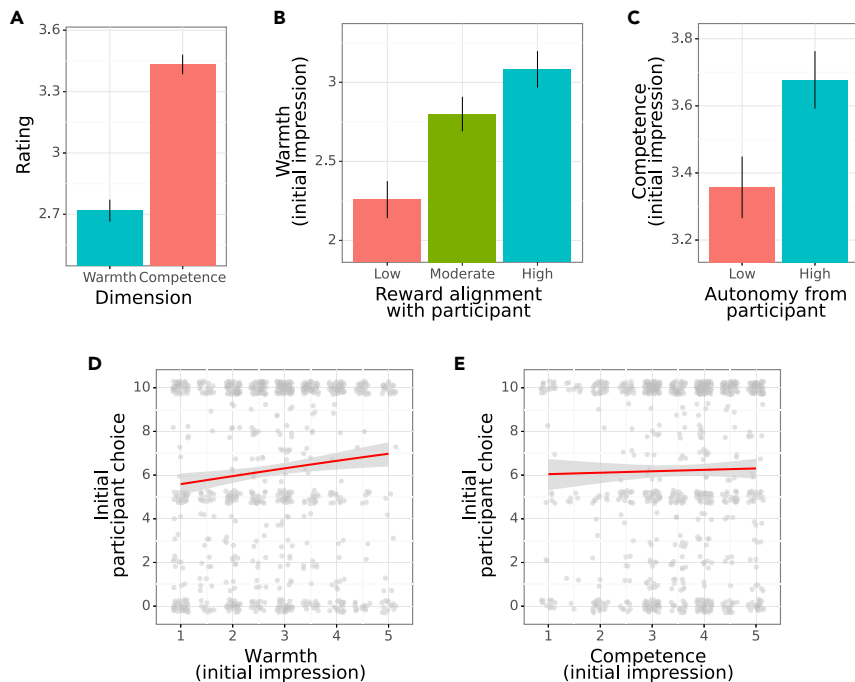 A
3.6
3.3
3
2.7
Rating
Warmth Competence
Dimension
B
3
2.5
2
Warmth
(initial impression)
Low Moderate High
Reward alignment
with participant
C
3.8
3.6
3.4
3.2
Competence
(initial impression)
Low High
Autonomy from
participant
D
10
8
6
4
2
0
Initial
participant choice
1 2 3 4 5
Warmth
(initial impression)
E
10
8
6
4
2
0
Initial
participant choice
1 2 3 4 5
Competence
(initial impression)